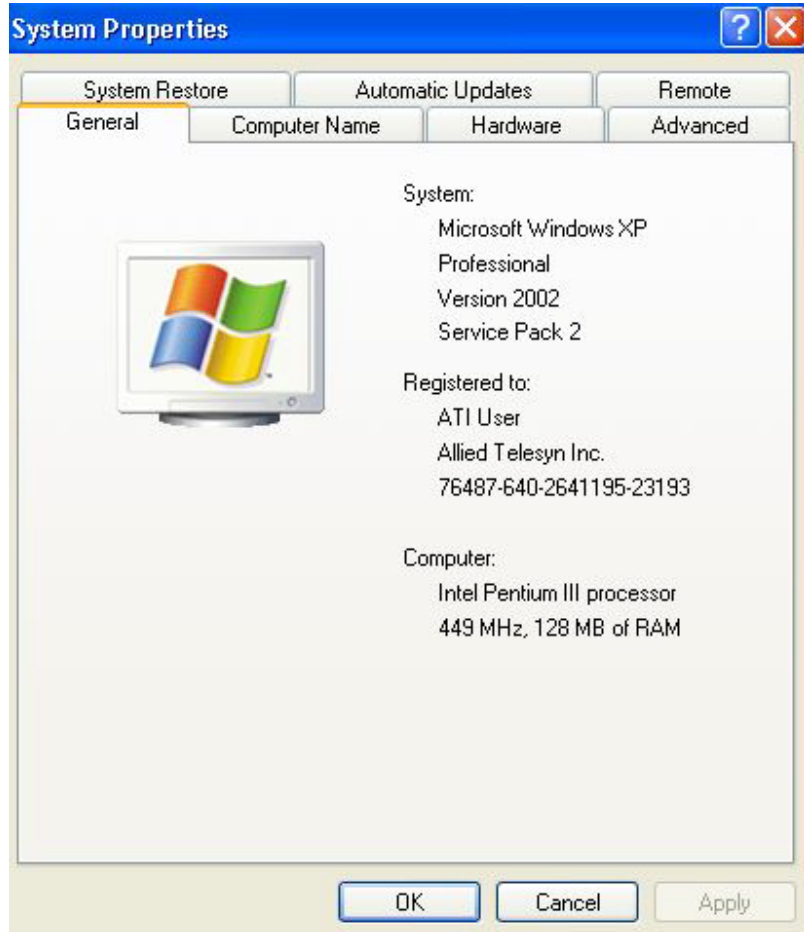 System Properties
System Restore Automatic Updates Remote
General Computer Name Hardware Advanced
System:
Microsoft Windows XP
Professional
Version 2002
Service Pack 2
Registered to:
ATI User
Allied Telesyn Inc.
76487-640-2641195-23193
Computer:
Intel Pentium III processor
449 MHz, 128 MB of RAM
OK Cancel Apply